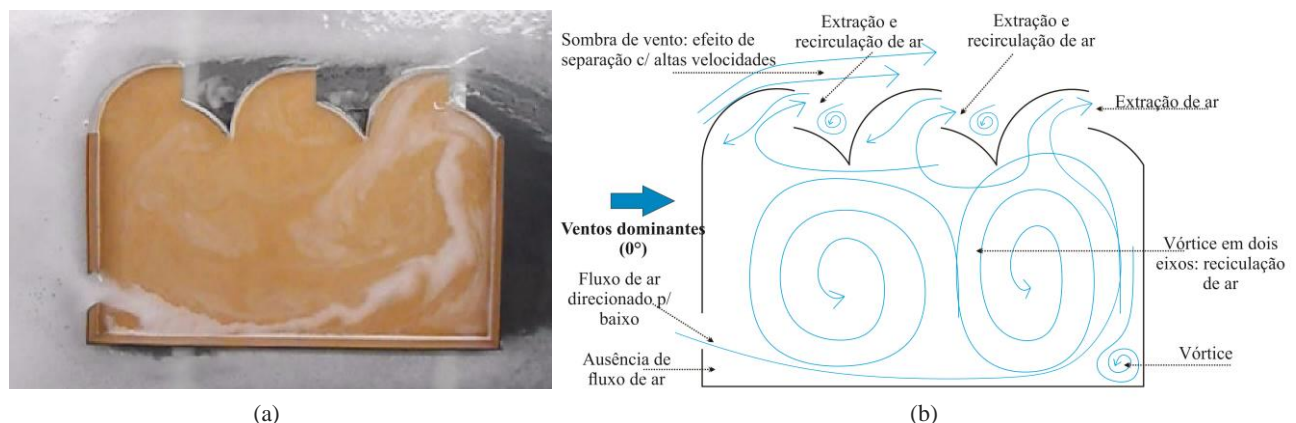 Sombra de vento: efeito de
separação c/ altas velocidades
Extração e
recirculação de ar
Extração e
recirculação de ar
Extração de ar
Ventos dominantes
(0°)
Fluxo de ar
direcionado p/
baixo
Vórtice em dois
eixos: reciculação
de ar
Ausência de
fluxo de ar
Vórtice
(a)
(b)